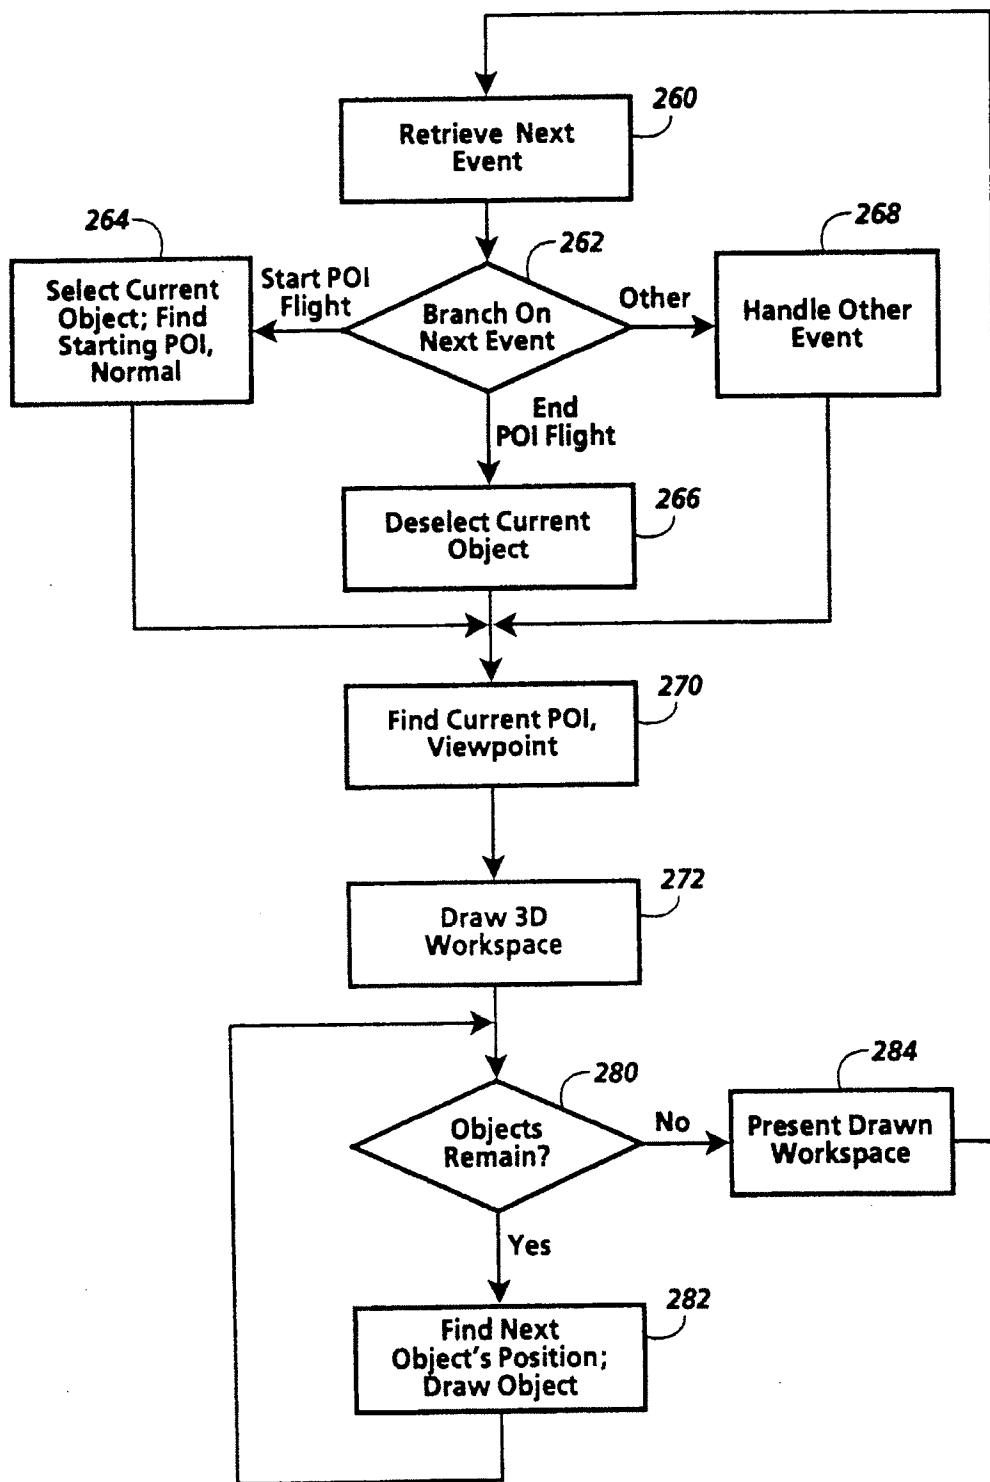 260
Retrieve Next
Event
264
262
268
Select Current
Object; Find
Starting POI,
Normal
Start POI
Flight
Branch On
Next Event
Other
Handle Other
Event
End
POI Flight
266
Deselect Current
Object
270
Find Current POI,
Viewpoint
272
Draw 3D
Workspace
280
284
Objects
Remain?
No
Present Drawn
Workspace
Yes
282
Find Next
Object's Position;
Draw Object